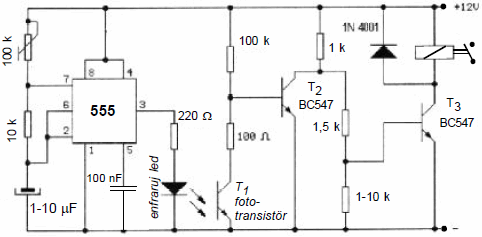 +12V
1N 4001
100 k
8
4
7
555
6
3
2
1
5
10 k
1-10 µF
100 nF
220 Ω
enfraruj led
100 k
100 Ω
T1
foto-
transistör
1 k
T2
BC547
1,5 k
1-10 k
T3
BC547
-